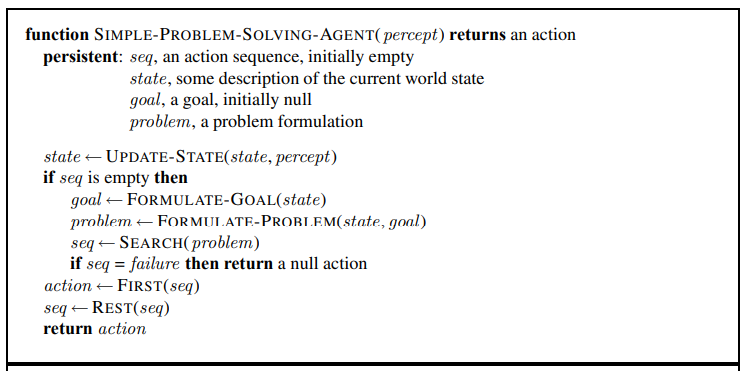 function SIMPLE-PROBLEM-SOLVING-AGENT(percept) returns an action
persistent: seq, an action sequence, initially empty
state, some description of the current world state
goal, a goal, initially null
problem, a problem formulation
state ← UPDATE-STATE(state, percept)
if seq is empty then
goal ← FORMULATE-GOAL(state)
problem ← FORMULATE-PROBLEM(state, goal)
seq ← SEARCH(problem)
if seq = failure then return a null action
action ← FIRST(seq)
seq ← REST(seq)
return action